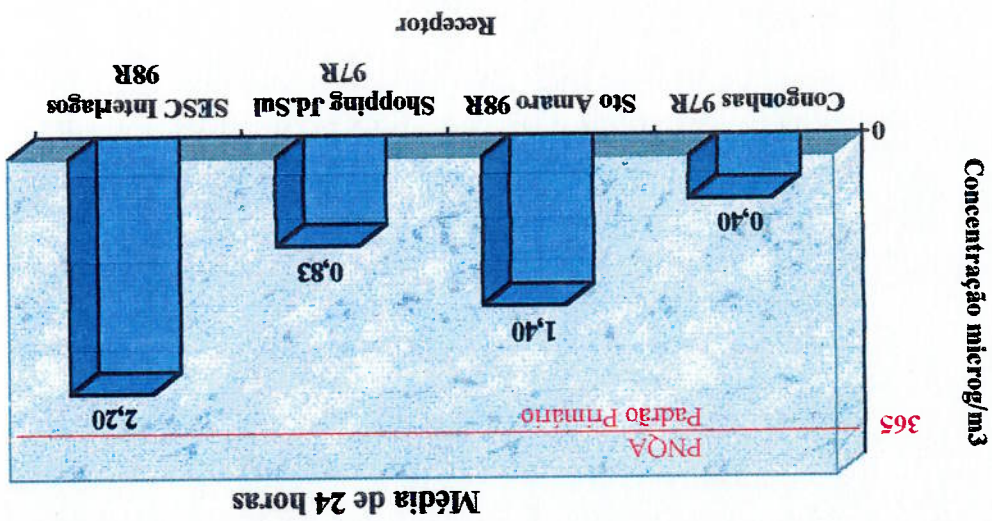 Média de 24 horas
Concentração microg/m3
365
PNQA
Padrão Primário
0,40
1,40
0,83
2,20
0
Congonhas 97R
Sto Amaro 98R
Shopping Jd.Sul
97R
SESC Interlagos
98R
Receptor